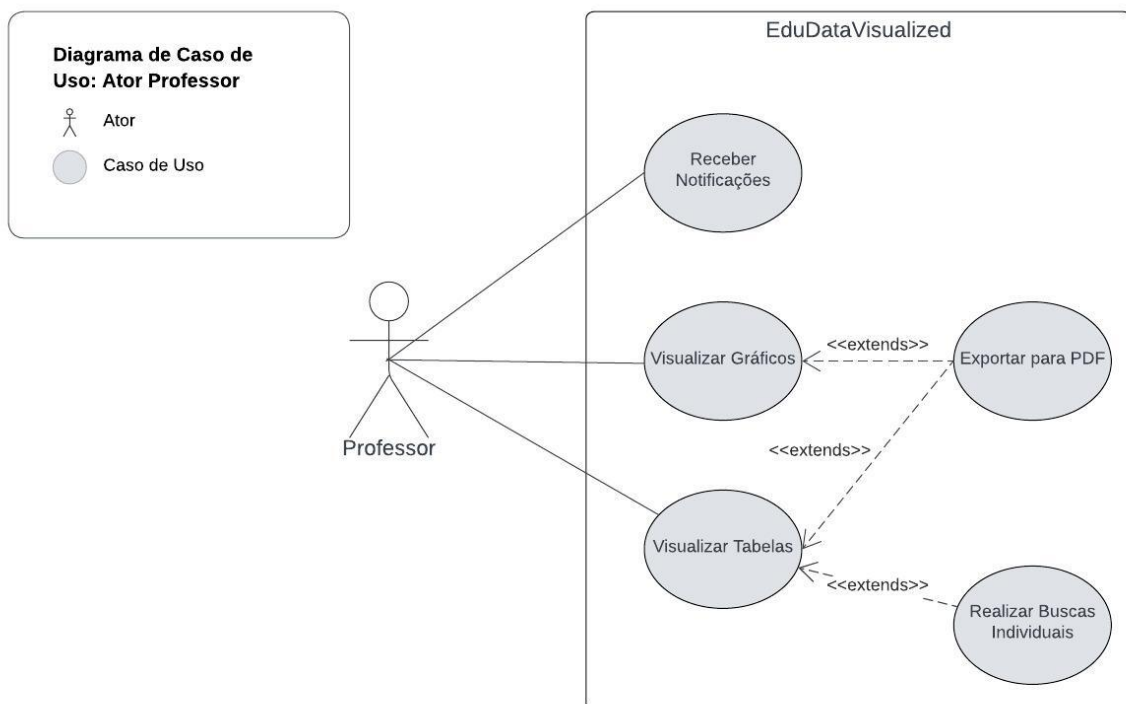 Diagrama de Caso de
Uso: Ator Professor
Ator
Caso de Uso
EduDataVisualized
Receber
Notificações
Professor
Visualizar Gráficos
<<extends>>
Exportar para PDF
<<extends>>
Visualizar Tabelas
<<extends>>
Realizar Buscas
Individuais